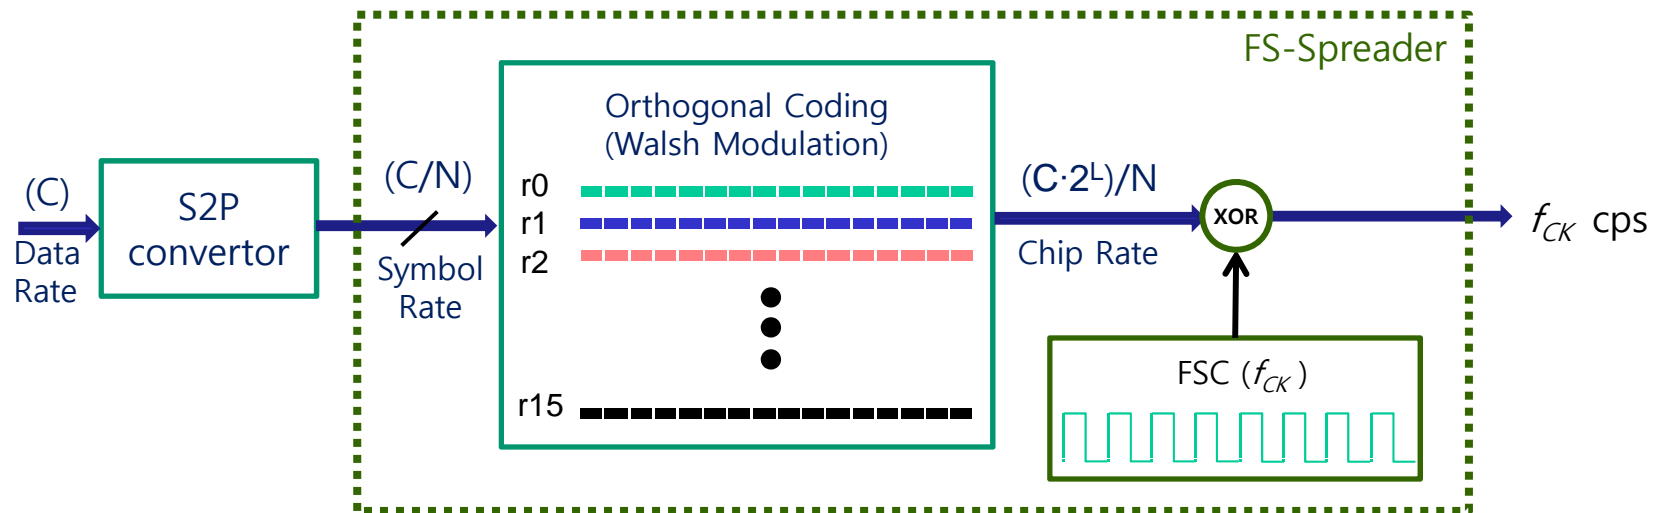 FS-Spreader
(C)
Data
Rate
S2P
convertor
(C/N)
Symbol
Rate
Orthogonal Coding
(Walsh Modulation)
r0
r1
r2
r15
(C·2ᴸ)/N
Chip Rate
XOR
f_CK cps
FSC (f_CK)